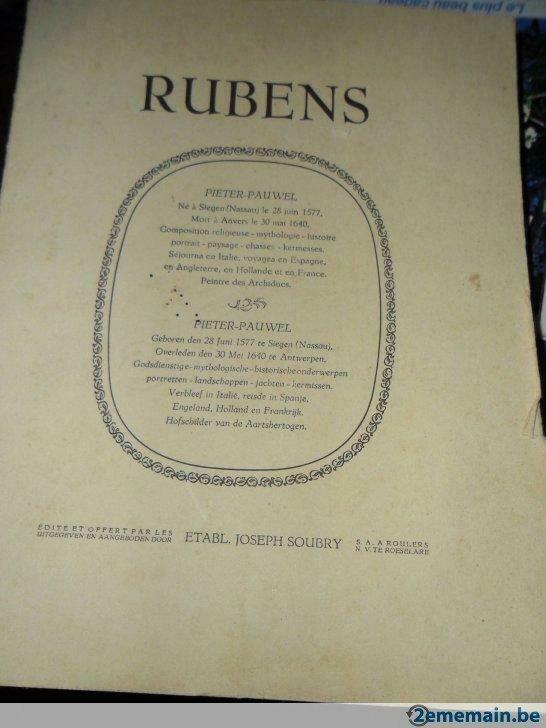 Le plus beau cadeau
RUBENS
PIETER-PAUWEL
Né à Siegen (Nassau) le 28 juin 1577,
Mort à Anvers le 30 mai 1640,
Composition religieuse - mythologie - histoire
portrait - paysage - chasses - kermesses.
Séjourna en Italie, voyagea en Espagne,
en Angleterre, en Hollande et en France.
Peintre des Archiducs.
PIETER-PAUWEL
Geboren den 28 Juni 1577 te Siegen (Nassau),
Overleden den 30 Mei 1640 te Antwerpen,
Godsdienstige - mythologische - historische onderwerpen
portretten - landschappen - jachten - kermissen.
Verbleef in Italië, reisde in Spanje,
Engeland, Holland en Frankrijk.
Hofschilder van de Aartshertogen.
EDITE ET OFFERT PAR LES
UITGEGEVEN EN AANGEBODEN DOOR
ETABL. JOSEPH SOUBRY
S. A. A ROULERS
N. V. TE ROESELARE
2ememain.be